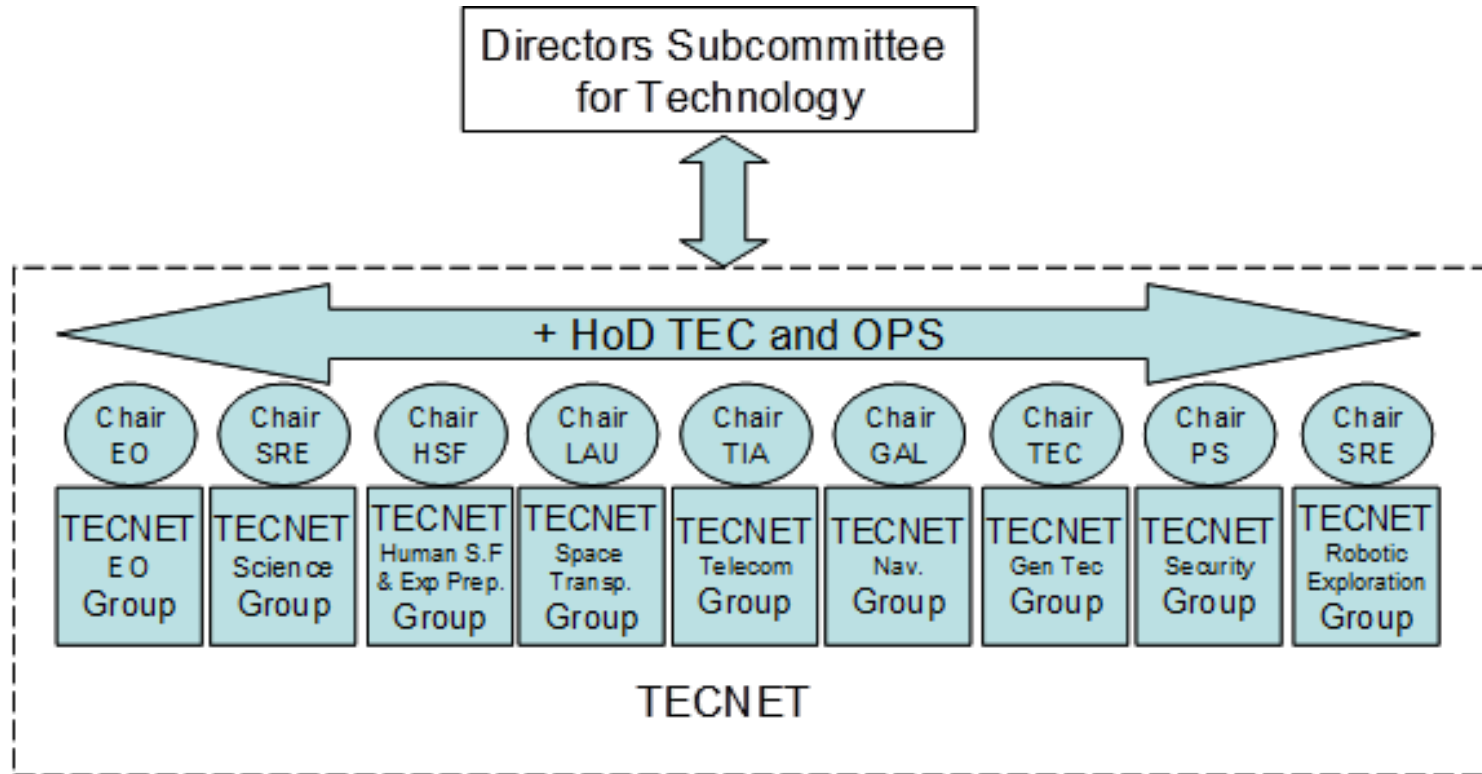 Directors Subcommittee
for Technology
+ HoD TEC and OPS
Chair
EO
Chair
SRE
Chair
HSF
Chair
LAU
Chair
TIA
Chair
GAL
Chair
TEC
Chair
PS
Chair
SRE
TECNET
EO
Group
TECNET
Science
Group
TECNET
Human S.F
& Exp Prep.
Group
TECNET
Space
Transp.
Group
TECNET
Telecom
Group
TECNET
Nav.
Group
TECNET
Gen Tec
Group
TECNET
Security
Group
TECNET
Robotic
Exploration
Group
TECNET